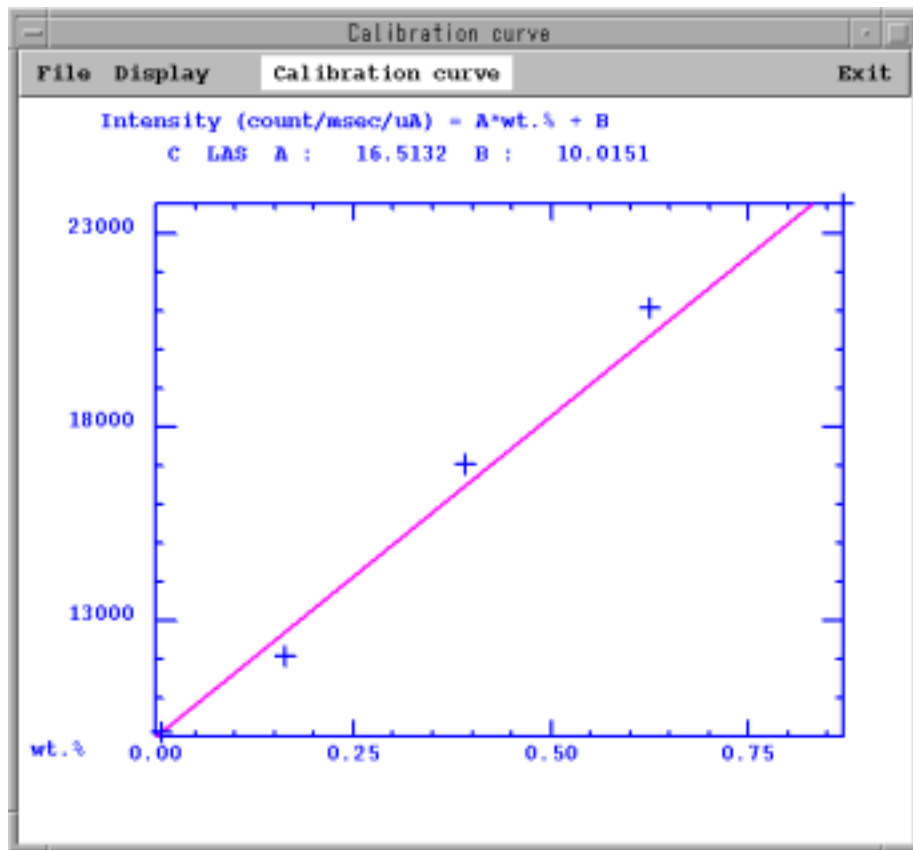 Calibration curve
File Display Calibration curve Exit
Intensity (count/msec/uA) = A*wt.% + B
C LAS A : 16.5132 B : 10.0151
23000
18000
13000
wt.% 0.00 0.25 0.50 0.75